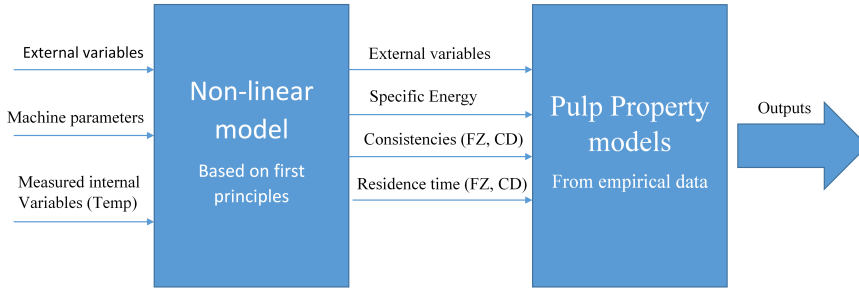 External variables
Machine parameters
Measured internal
Variables (Temp)
Non-linear
model
Based on first
principles
External variables
Specific Energy
Consistencies (FZ, CD)
Residence time (FZ, CD)
Pulp Property
models
From empirical data
Outputs